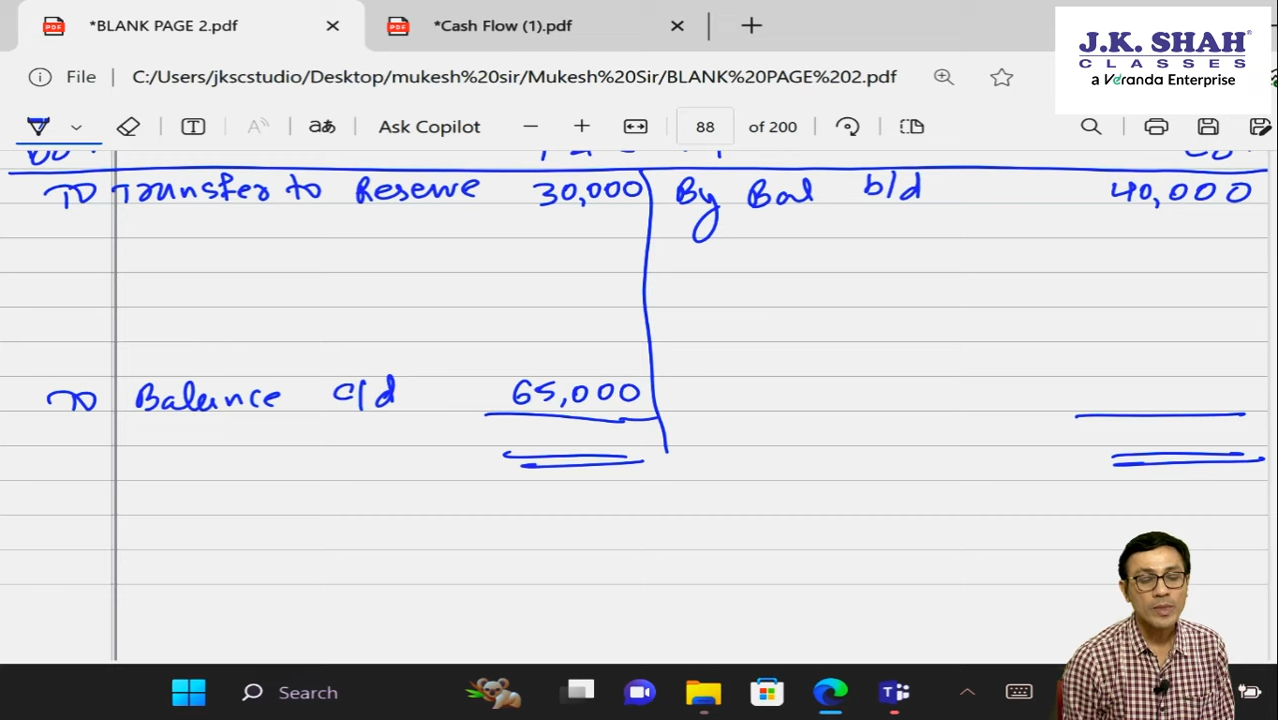 *BLANK PAGE 2.pdf
*Cash Flow (1).pdf
J.K. SHAH
CLASSES
a Veranda Enterprise
File
C:/Users/jkscstudio/Desktop/mukesh%20sir/Mukesh%20Sir/BLANK%20PAGE%202.pdf
Ask Copilot
88 of 200
To Transfer to Reserve 30,000 By Bal b/d 40,000
To Balance c/d 65,000
Search